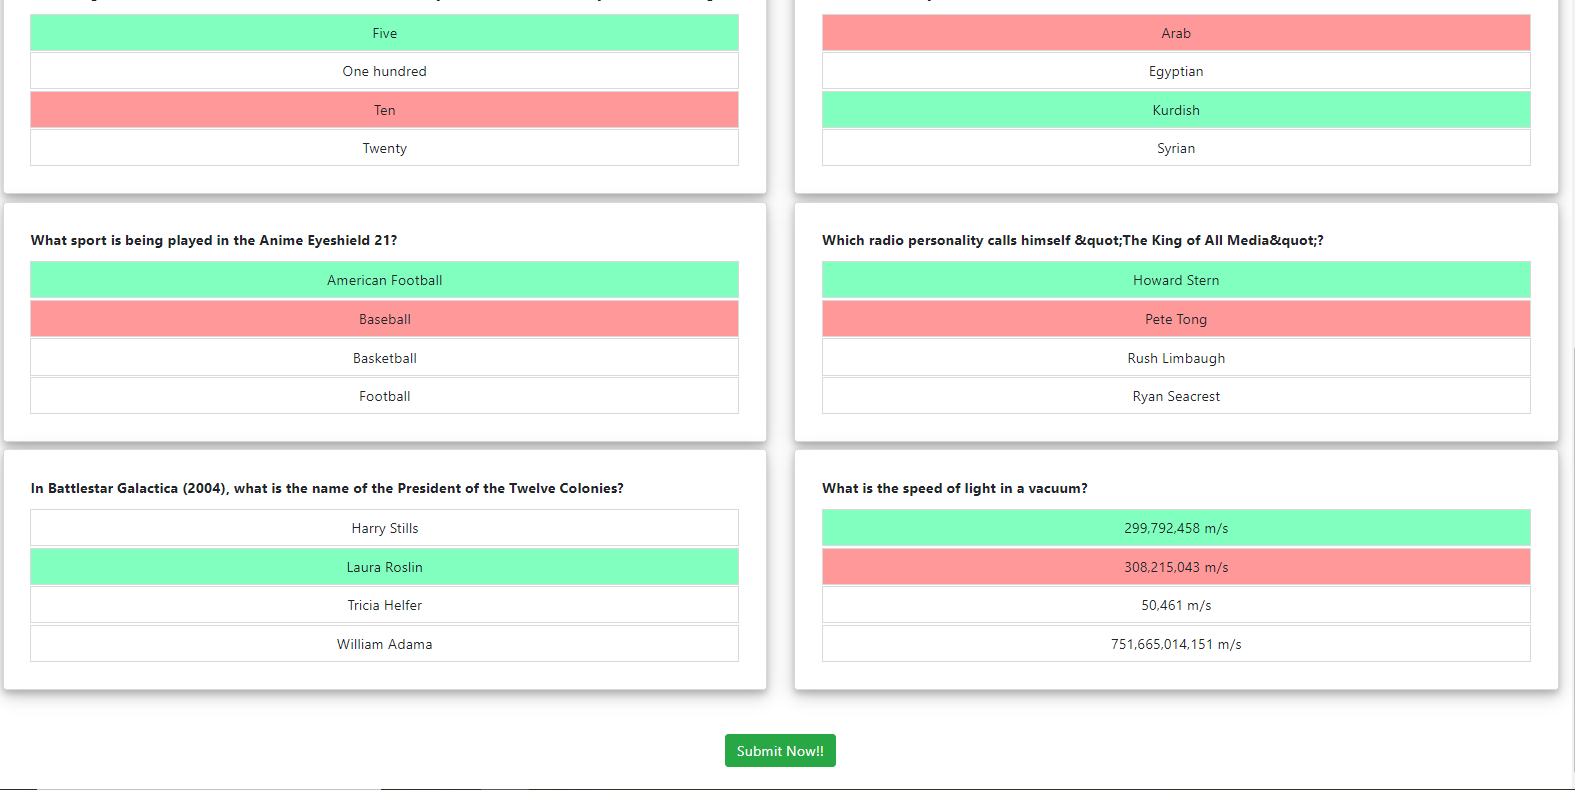 Five
One hundred
Ten
Twenty
Arab
Egyptian
Kurdish
Syrian
What sport is being played in the Anime Eyeshield 21?
American Football
Baseball
Basketball
Football
Which radio personality calls himself &quot;The King of All Media&quot;?
Howard Stern
Pete Tong
Rush Limbaugh
Ryan Seacrest
In Battlestar Galactica (2004), what is the name of the President of the Twelve Colonies?
Harry Stills
Laura Roslin
Tricia Helfer
William Adama
What is the speed of light in a vacuum?
299,792,458 m/s
308,215,043 m/s
50,461 m/s
751,665,014,151 m/s
Submit Now!!